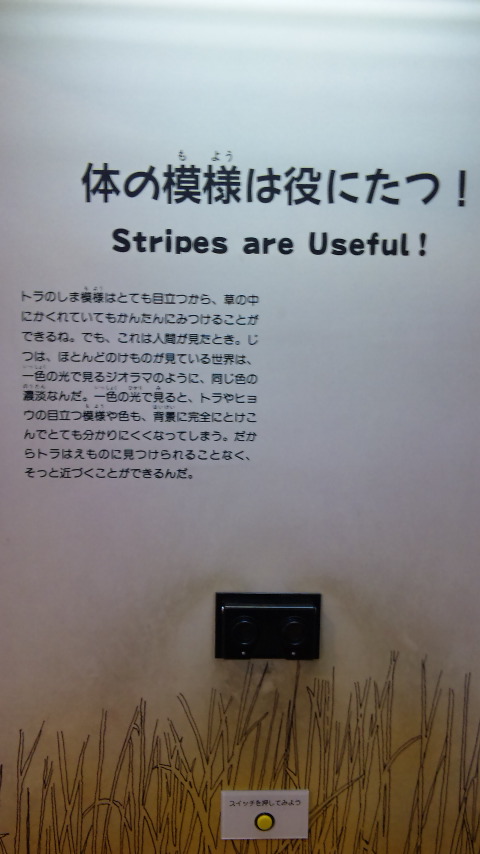 体の模様は役にたつ！
Stripes are Useful!
トラのしま模様はとても目立つから、草の中
にかくれていてもかんたんにみつけることが
できるね。でも、これは人間が見たとき。じ
つは、ほとんどのけものが見ている世界は、
一色の光で見るジオラマのように、同じ色の
濃淡なんだ。一色の光で見ると、トラやヒョ
ウの目立つ模様や色も、背景に完全にとけこ
んでとても分かりにくくなってしまう。だか
らトラはえものに見つけられることなく、
そっと近づくことができるんだ。
スイッチを押してみよう